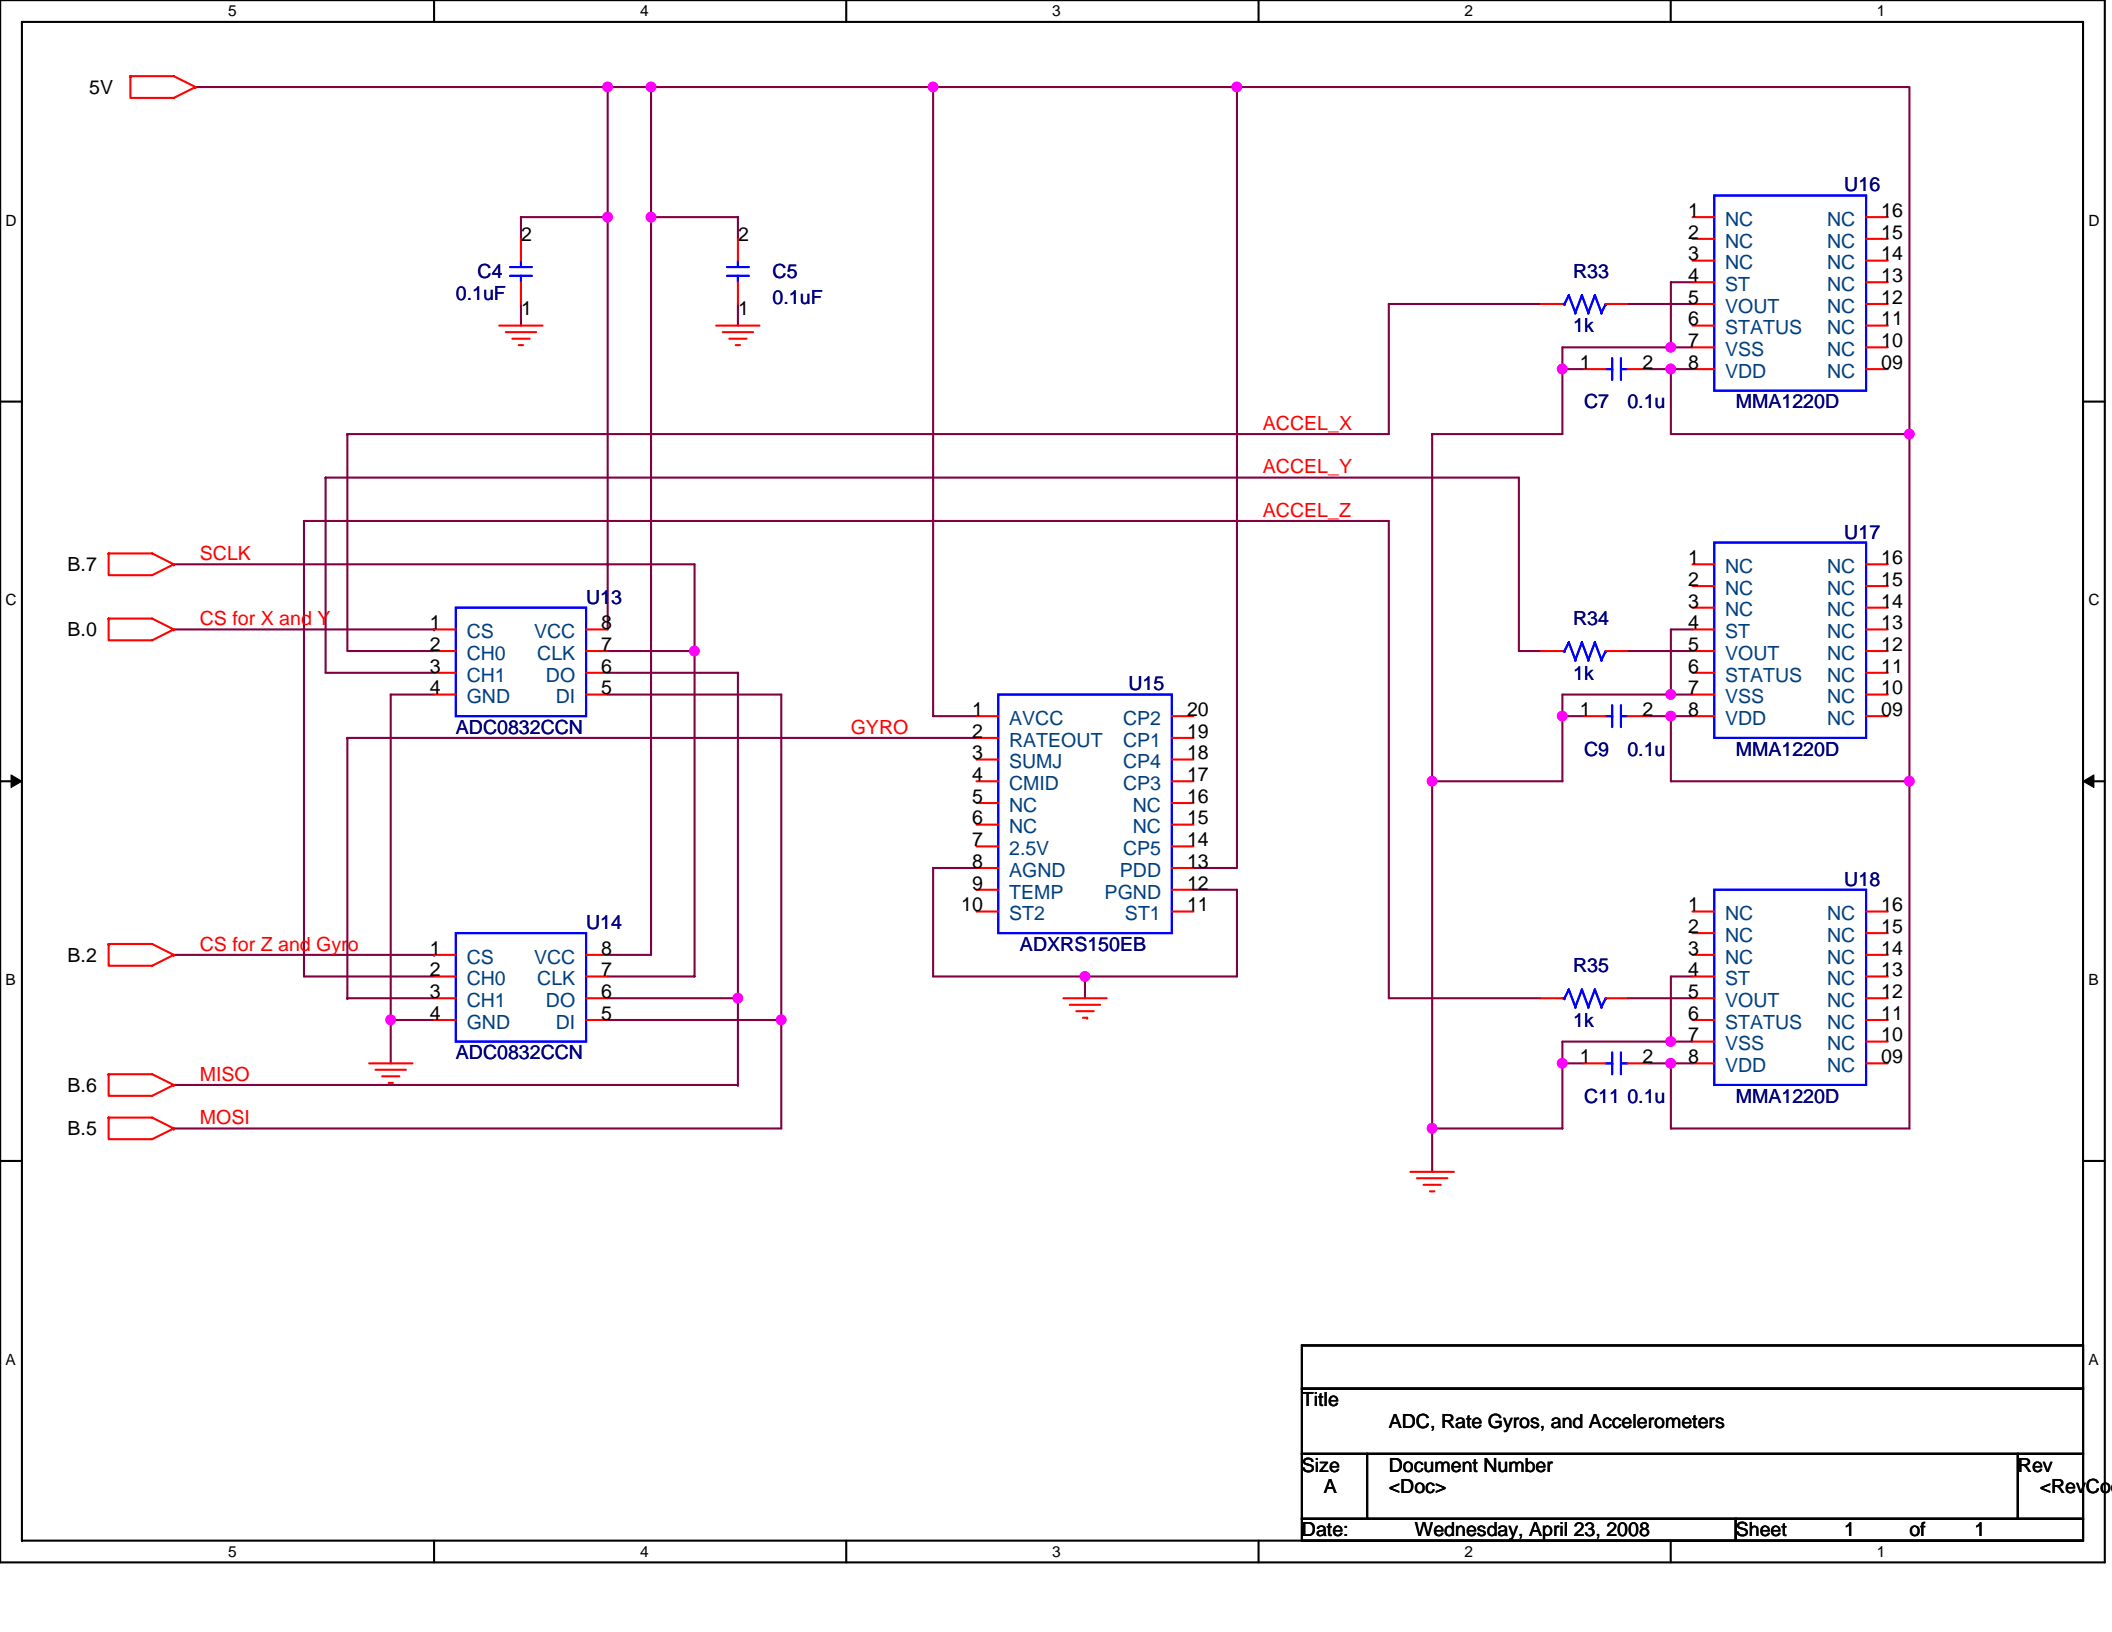 5 4 3 2 1
5V
D
D
C4
0.1uF
2
1
2
1
C5
0.1uF
U16
1 NC NC 16
2 NC NC 15
3 NC NC 14
4 ST NC 13
5 VOUT NC 12
6 STATUS NC 11
7 VSS NC 10
8 VDD NC 09
MMA1220D
R33
1k
1 2
C7 0.1u
ACCEL_X
ACCEL_Y
ACCEL_Z
C
C
B.7 SCLK
B.0 CS for X and Y
U13
1 CS VCC 8
2 CH0 CLK 7
3 CH1 DO 6
4 GND DI 5
ADC0832CCN
GYRO
U15
1 AVCC CP2 20
2 RATEOUT CP1 19
3 SUMJ CP4 18
4 CMID CP3 17
5 NC NC 16
6 NC NC 15
7 2.5V CP5 14
8 AGND PDD 13
9 TEMP PGND 12
10 ST2 ST1 11
ADXRS150EB
U17
1 NC NC 16
2 NC NC 15
3 NC NC 14
4 ST NC 13
5 VOUT NC 12
6 STATUS NC 11
7 VSS NC 10
8 VDD NC 09
MMA1220D
R34
1k
1 2
C9 0.1u
B
B
B.2 CS for Z and Gyro
U14
1 CS VCC 8
2 CH0 CLK 7
3 CH1 DO 6
4 GND DI 5
ADC0832CCN
B.6 MISO
B.5 MOSI
U18
1 NC NC 16
2 NC NC 15
3 NC NC 14
4 ST NC 13
5 VOUT NC 12
6 STATUS NC 11
7 VSS NC 10
8 VDD NC 09
MMA1220D
R35
1k
1 2
C11 0.1u
A
A
Title
ADC, Rate Gyros, and Accelerometers
Size Document Number Rev
A <Doc> <RevCo
Date: Wednesday, April 23, 2008 Sheet 1 of 1
5 4 3 2 1